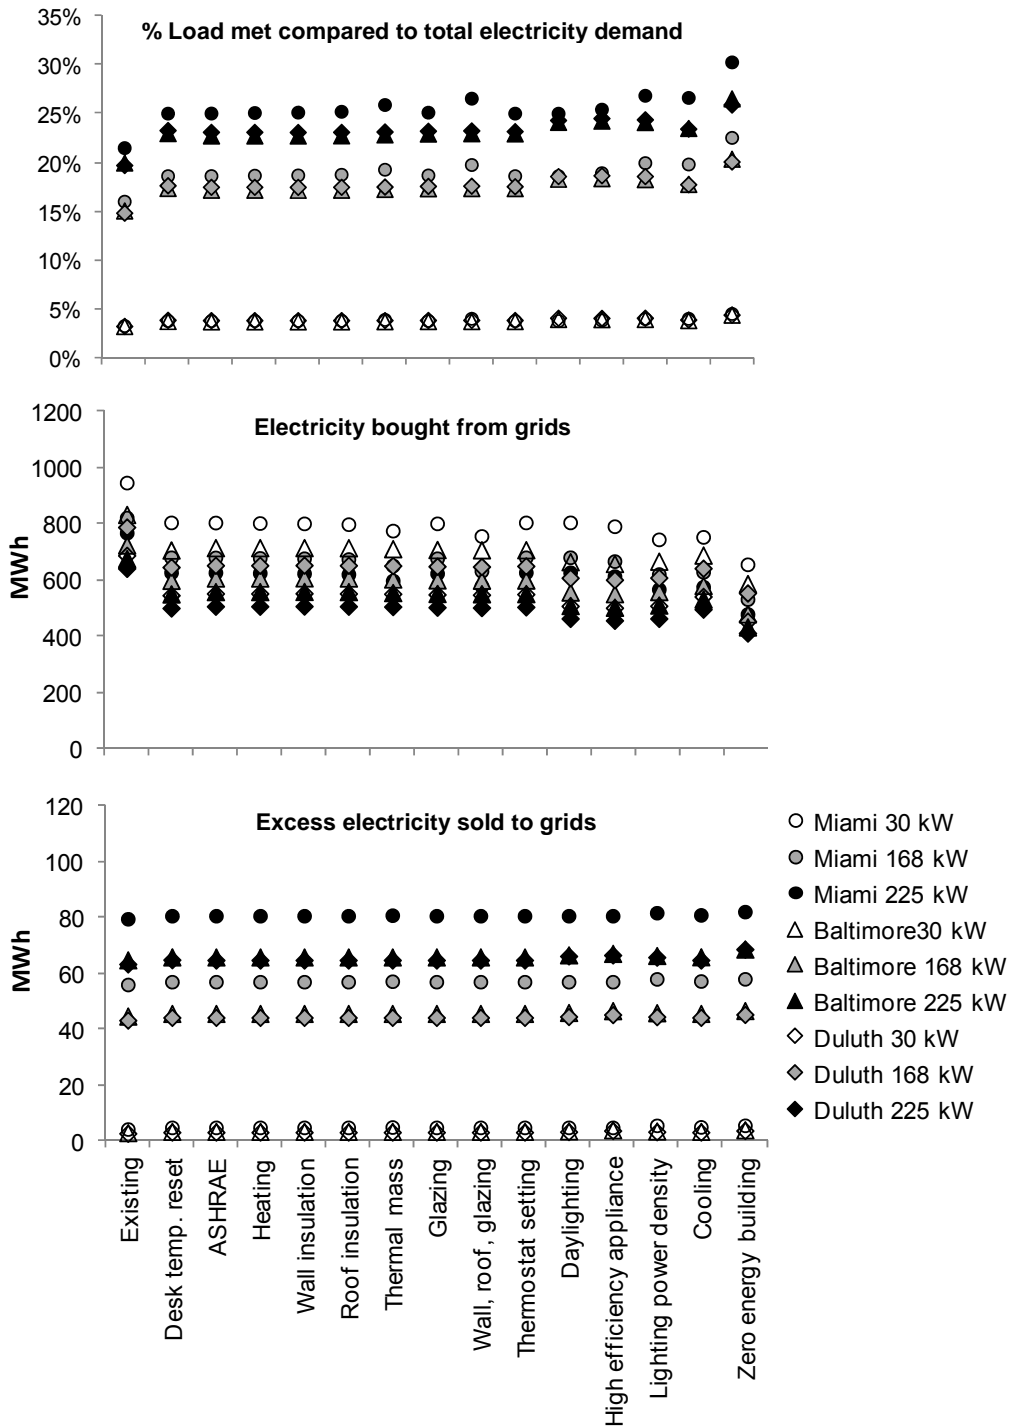 % Load met compared to total electricity demand
35%
30%
25%
20%
15%
10%
5%
0%
Electricity bought from grids
MWh
1200
1000
800
600
400
200
0
Excess electricity sold to grids
MWh
120
100
80
60
40
20
0
Miami 30 kW
Miami 168 kW
Miami 225 kW
Baltimore30 kW
Baltimore 168 kW
Baltimore 225 kW
Duluth 30 kW
Duluth 168 kW
Duluth 225 kW
Existing
Desk temp. reset
ASHRAE
Heating
Wall insulation
Roof insulation
Thermal mass
Glazing
Wall, roof , glazing
Thermostat setting
Daylighting
High efficiency appliance
Lighting power density
Cooling
Zero energy building